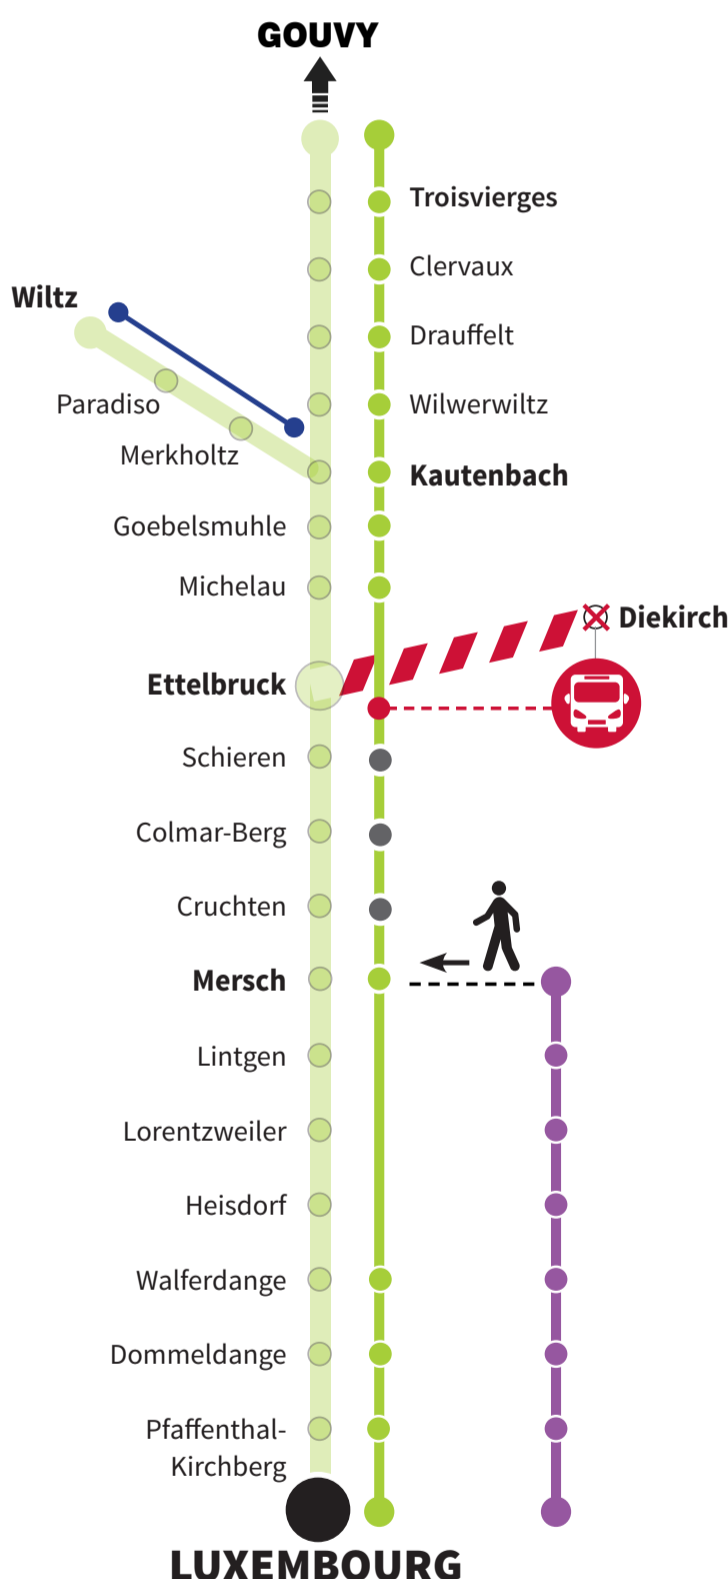 GOUVY
Troisvierges
Clervaux
Wiltz
Drauffelt
Paradiso
Wilwerwiltz
Merkholtz
Kautenbach
Goebelsmuhle
Michelau
Diekirch
Ettelbruck
Schieren
Colmar-Berg
Cruchten
Mersch
Lintgen
Lorentzweiler
Heisdorf
Walferdange
Dommeldange
Pfaffenthal-
Kirchberg
LUXEMBOURG